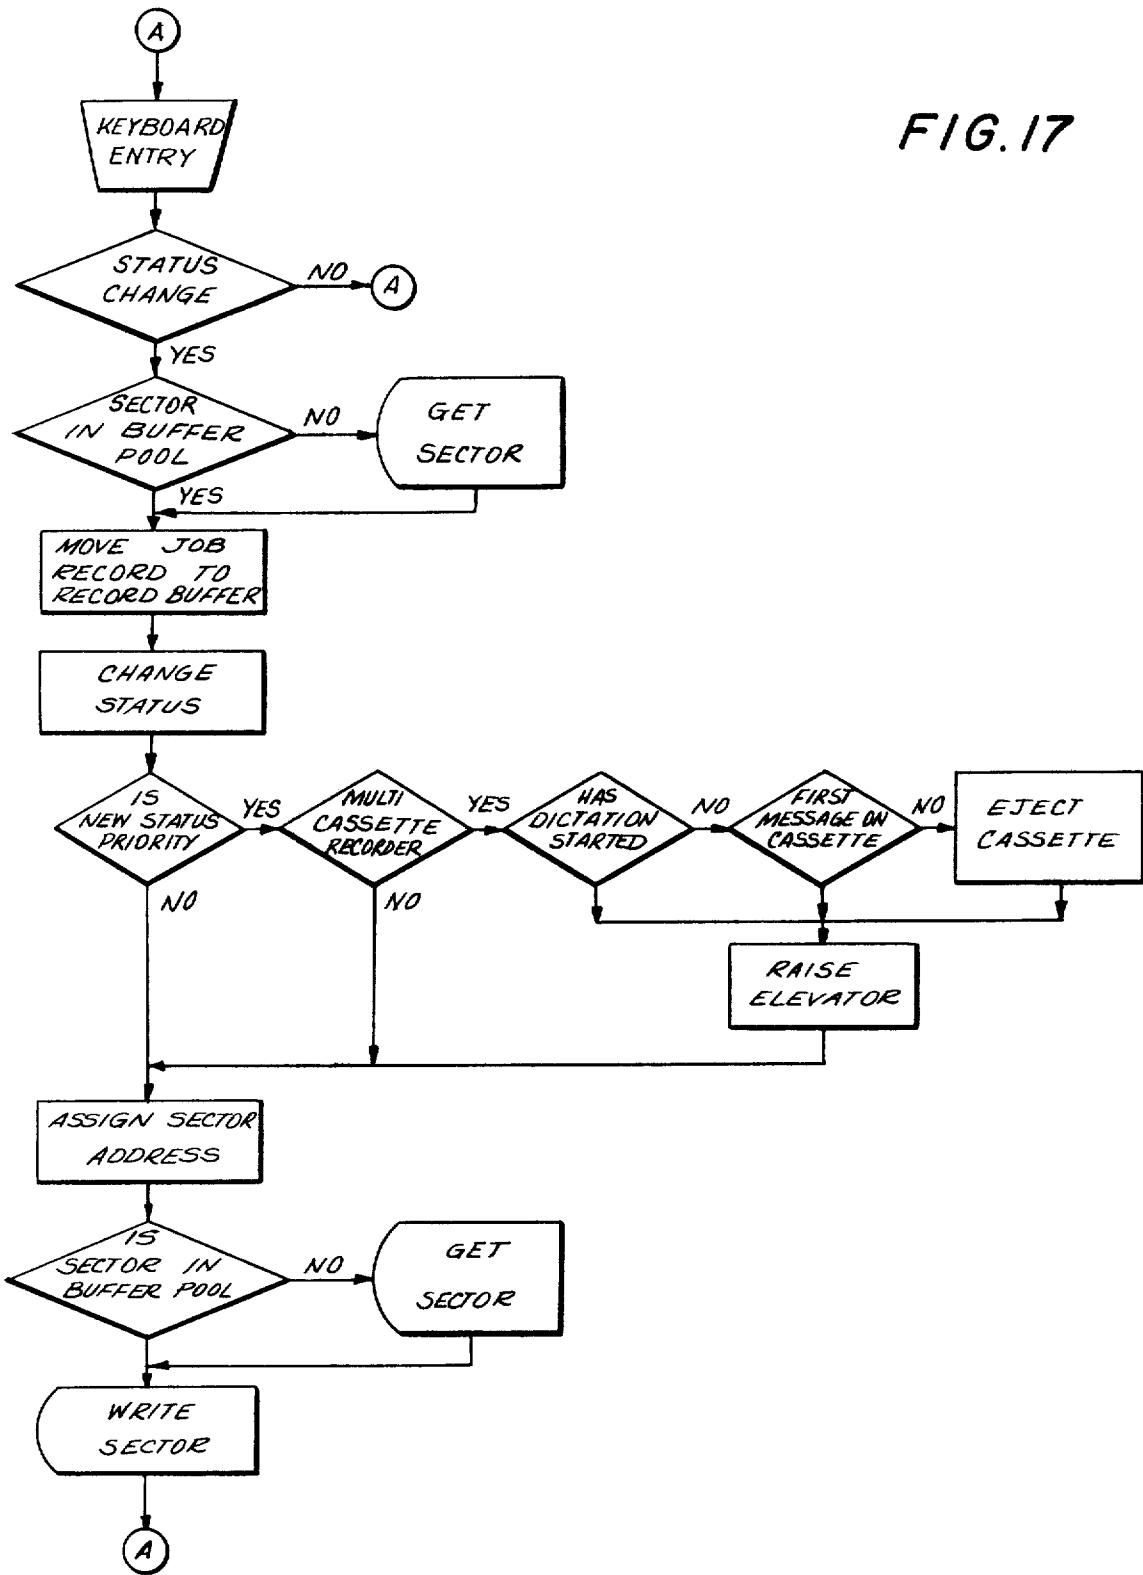 A
FIG. 17
KEYBOARD
ENTRY
STATUS
CHANGE
NO
A
YES
SECTOR
IN BUFFER
POOL
NO
GET
SECTOR
YES
MOVE JOB
RECORD TO
RECORD BUFFER
CHANGE
STATUS
IS
NEW STATUS
PRIORITY
YES
MULTI
CASSETTE
RECORDER
YES
HAS
DICTATION
STARTED
NO
FIRST
MESSAGE ON
CASSETTE
NO
EJECT
CASSETTE
NO
NO
RAISE
ELEVATOR
ASSIGN SECTOR
ADDRESS
IS
SECTOR IN
BUFFER POOL
NO
GET
SECTOR
WRITE
SECTOR
A